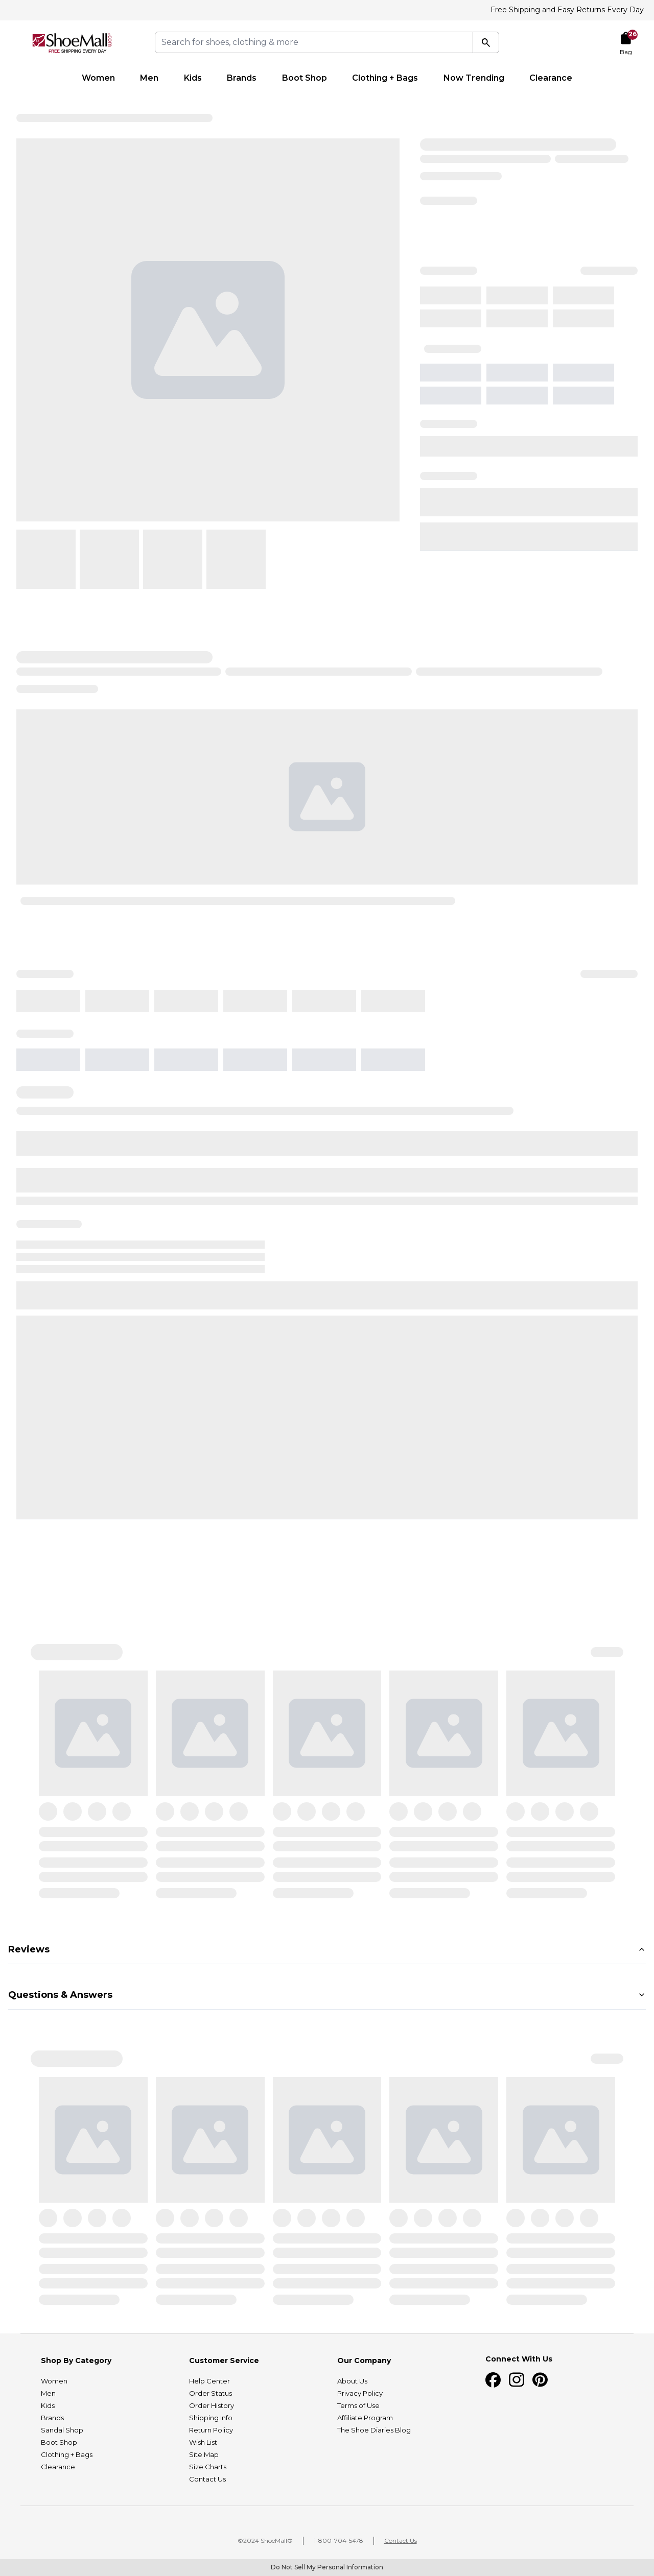 Free Shipping and Easy Returns Every Day
ShoeMall
FREE SHIPPING EVERY DAY
Search for shoes, clothing & more
26
Bag
Women Men Kids Brands Boot Shop Clothing + Bags Now Trending Clearance
Reviews
Questions & Answers
Shop By Category
Women
Men
Kids
Brands
Sandal Shop
Boot Shop
Clothing + Bags
Clearance
Customer Service
Help Center
Order Status
Order History
Shipping Info
Return Policy
Wish List
Site Map
Size Charts
Contact Us
Our Company
About Us
Privacy Policy
Terms of Use
Affiliate Program
The Shoe Diaries Blog
Connect With Us
©2024 ShoeMall® | 1-800-704-5478 | Contact Us
Do Not Sell My Personal Information